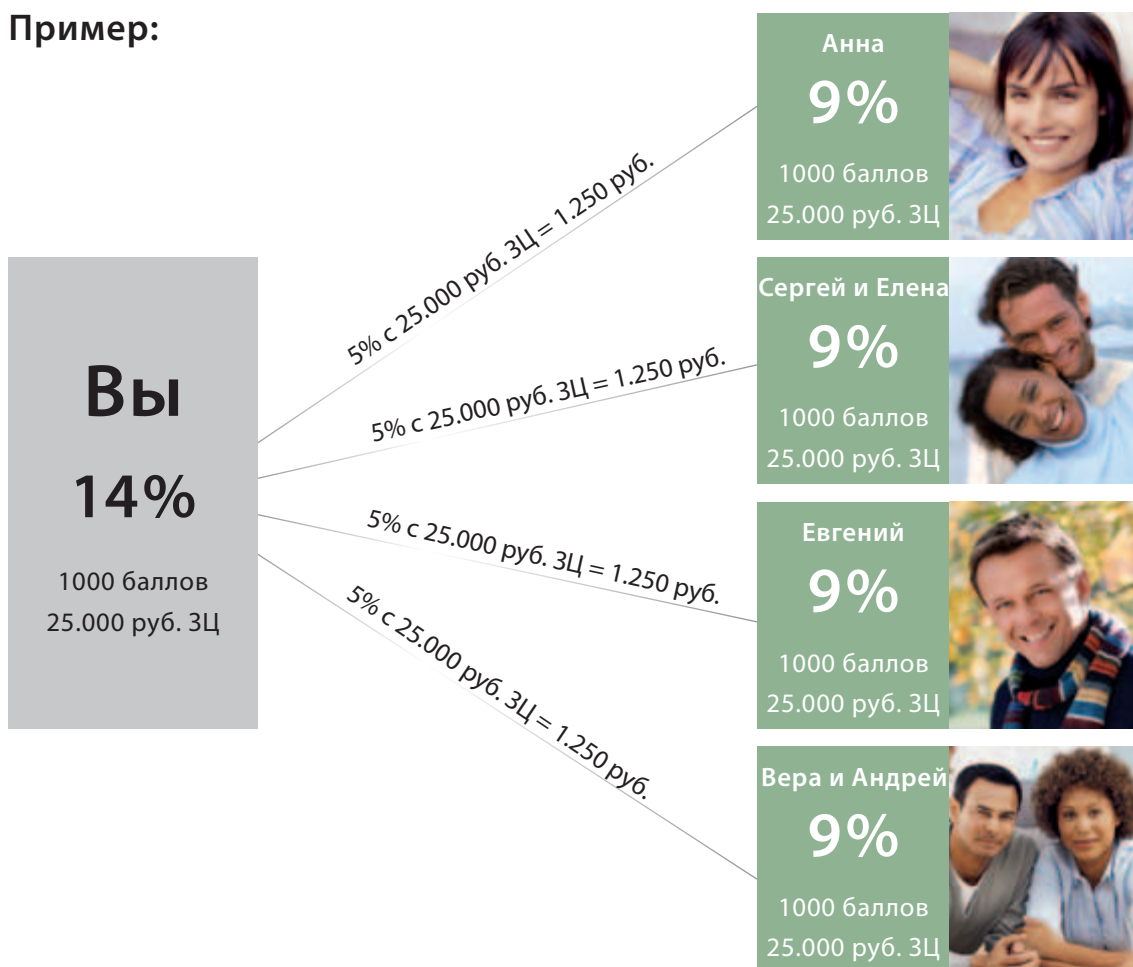 Пример:
Вы
14%
1000 баллов
25.000 руб. ЗЦ
5% с 25.000 руб. ЗЦ = 1.250 руб.
5% с 25.000 руб. ЗЦ = 1.250 руб.
5% с 25.000 руб. ЗЦ = 1.250 руб.
5% с 25.000 руб. ЗЦ = 1.250 руб.
Анна
9%
1000 баллов
25.000 руб. ЗЦ
Сергей и Елена
9%
1000 баллов
25.000 руб. ЗЦ
Евгений
9%
1000 баллов
25.000 руб. ЗЦ
Вера и Андрей
9%
1000 баллов
25.000 руб. ЗЦ